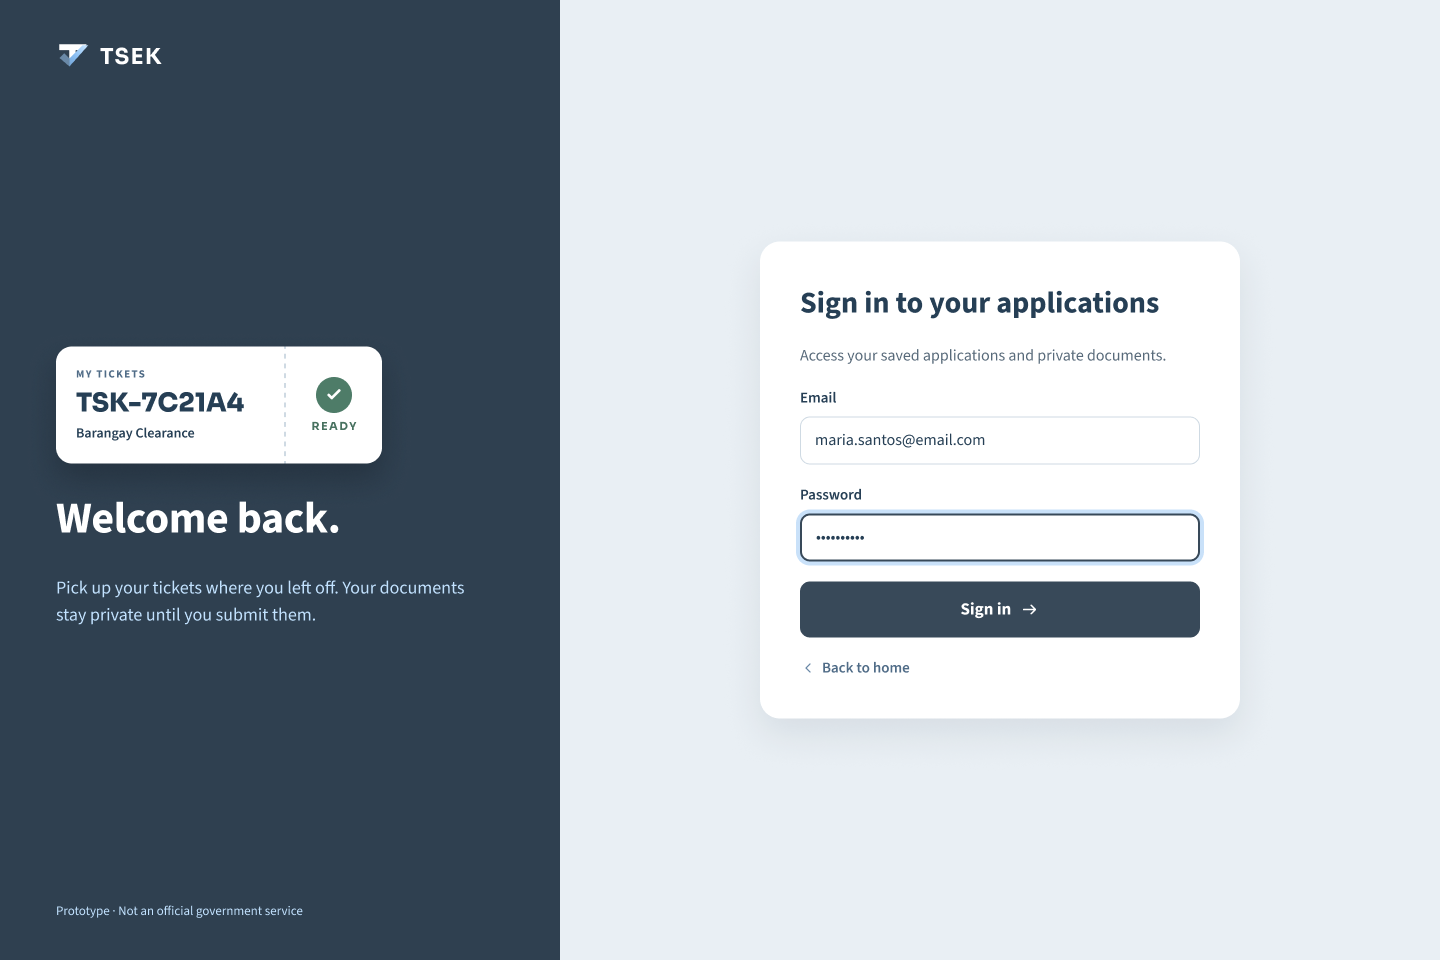 TSEK
MY TICKETS
TSK-7C21A4
Barangay Clearance
READY
Welcome back.
Pick up your tickets where you left off. Your documents
stay private until you submit them.
Prototype · Not an official government service
Sign in to your applications
Access your saved applications and private documents.
Email
maria.santos@email.com
Password
••••••••••
Sign in →
Back to home